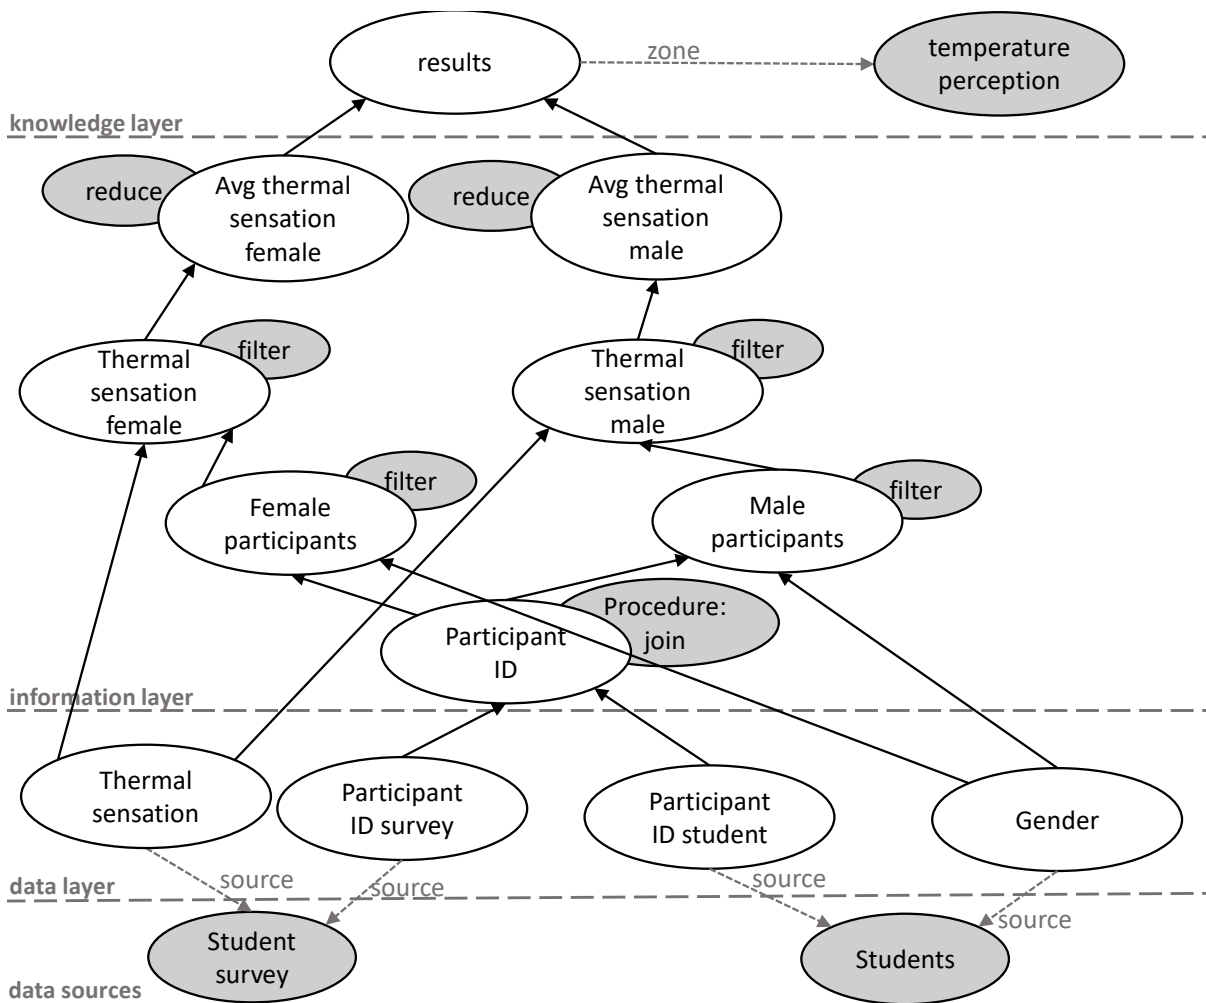 results
zone
temperature
perception
knowledge layer
reduce
Avg thermal
sensation
female
reduce
Avg thermal
sensation
male
Thermal
sensation
female
filter
Thermal
sensation
male
filter
Female
participants
filter
Male
participants
filter
Participant
ID
Procedure:
join
information layer
Thermal
sensation
Participant
ID survey
Participant
ID student
Gender
source
source
source
source
data layer
Student
survey
Students
data sources